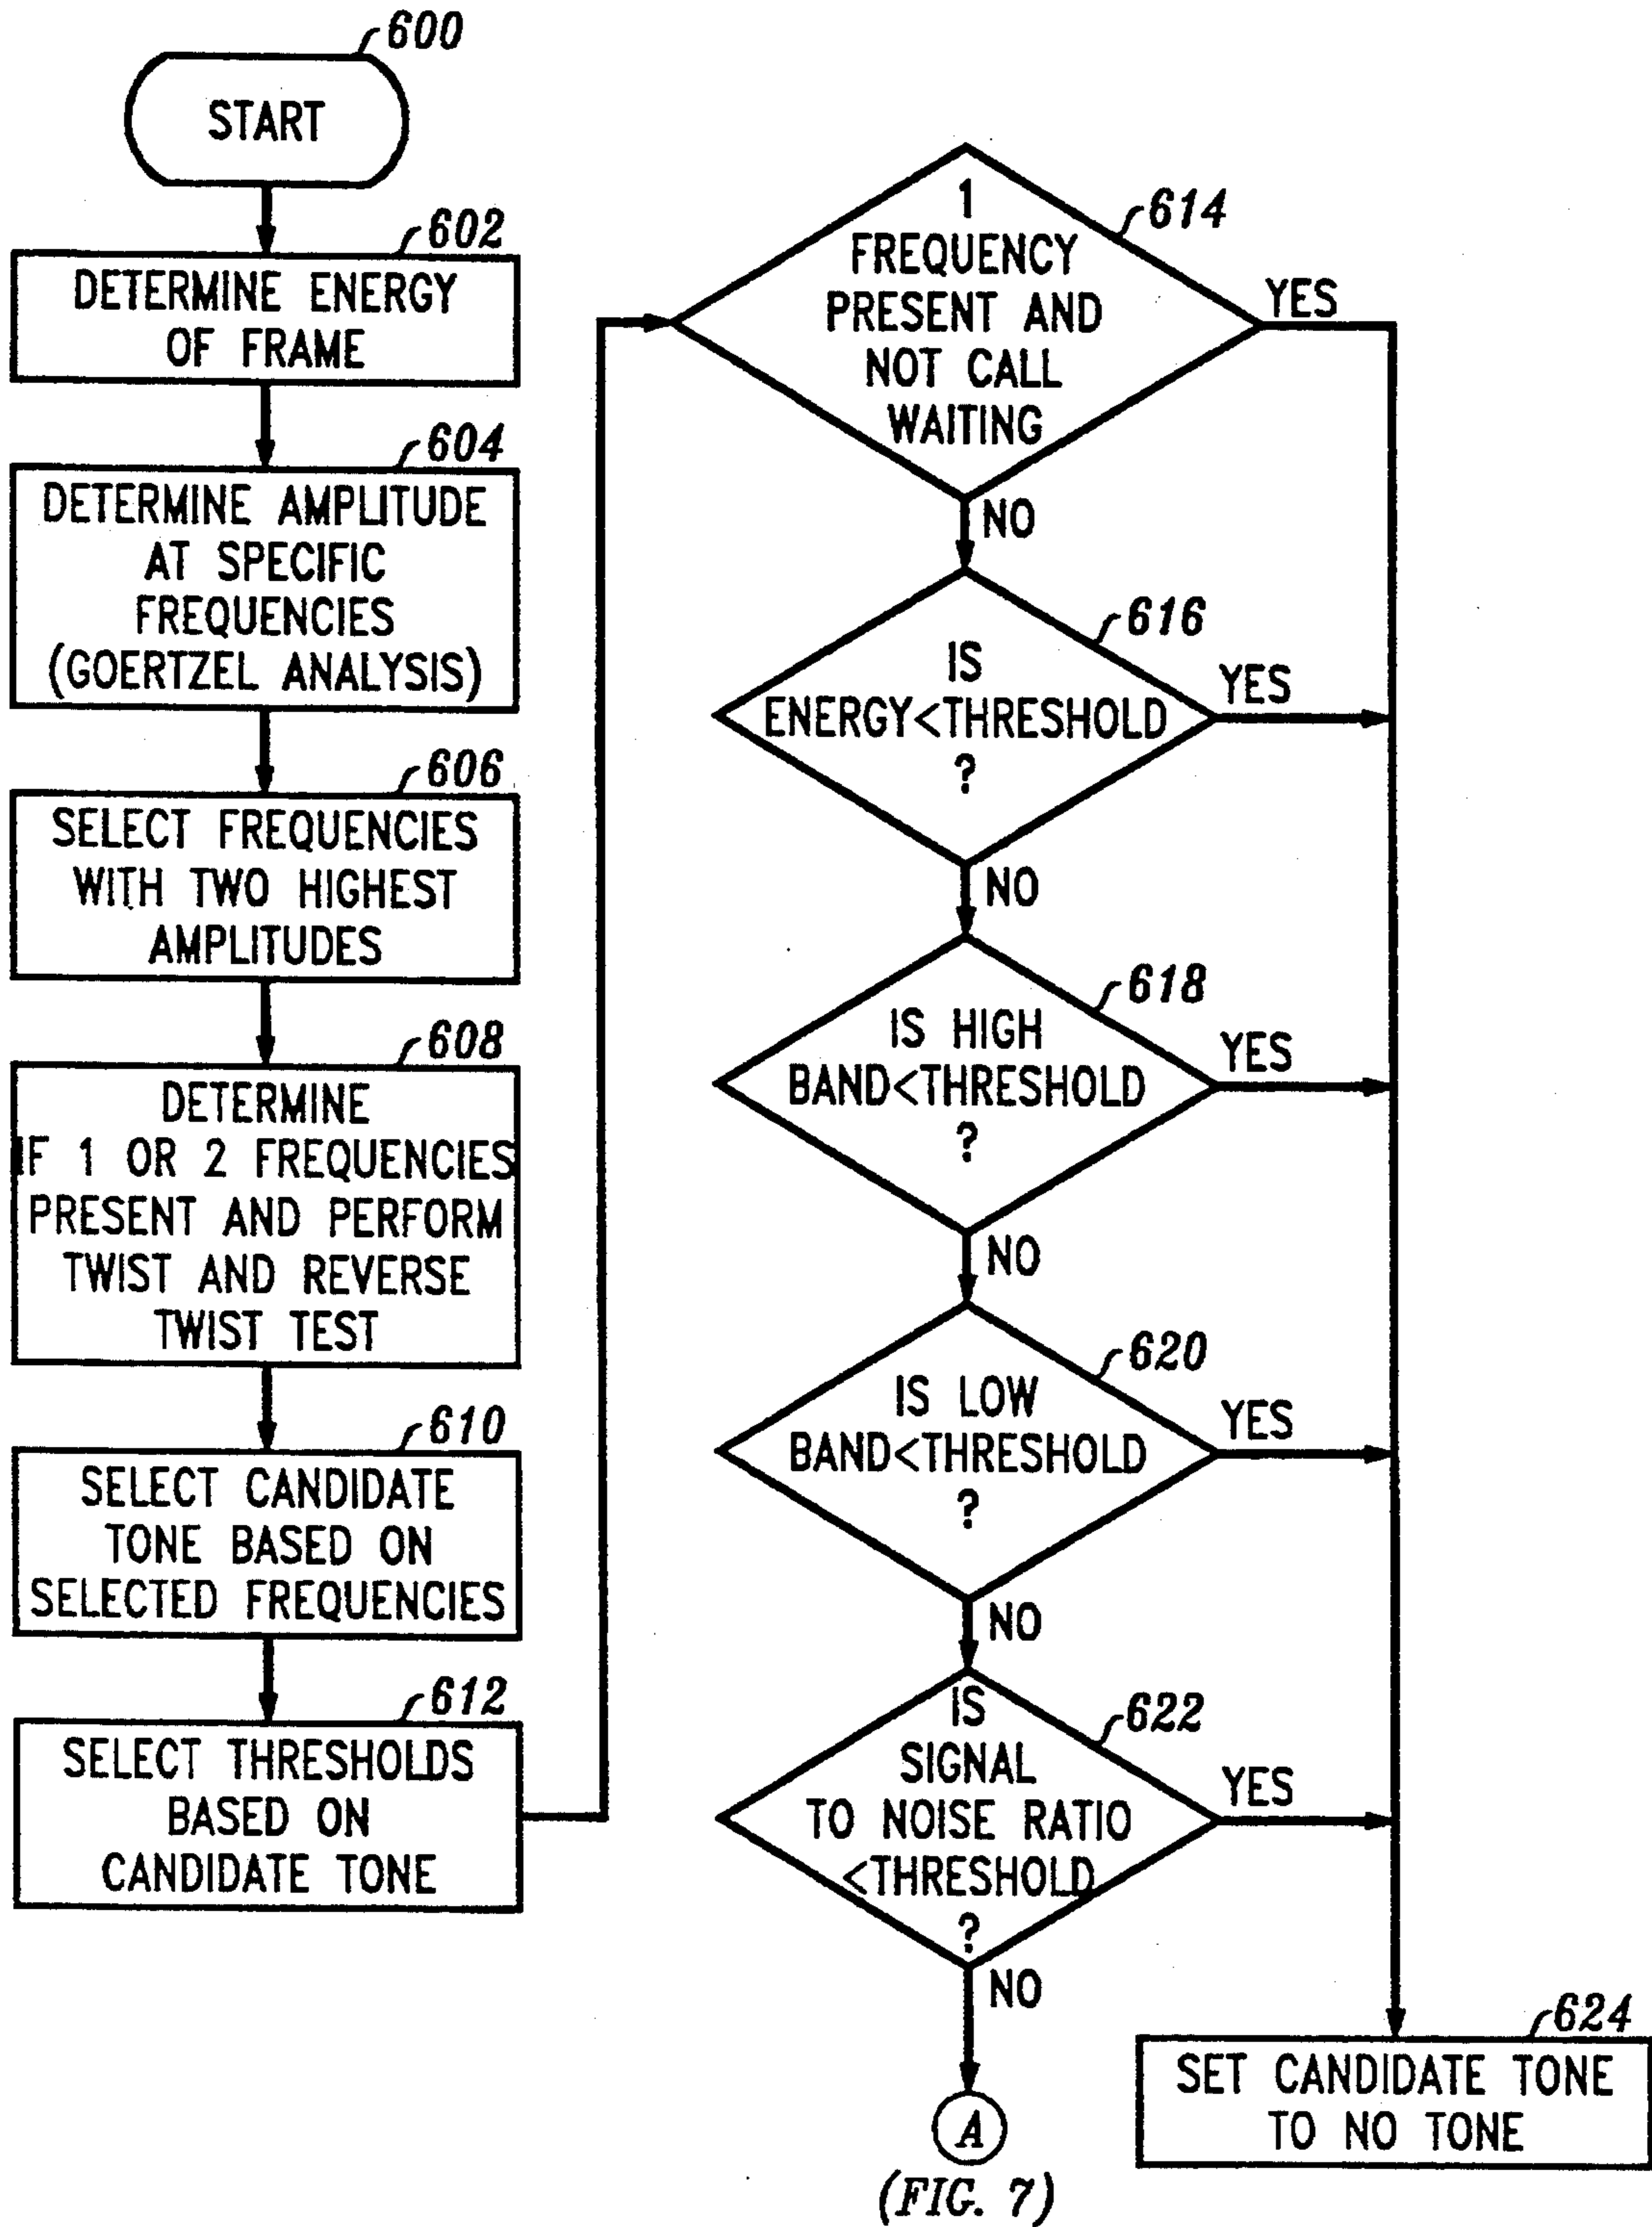 600
START
602
DETERMINE ENERGY
OF FRAME
604
DETERMINE AMPLITUDE
AT SPECIFIC
FREQUENCIES
(GOERTZEL ANALYSIS)
606
SELECT FREQUENCIES
WITH TWO HIGHEST
AMPLITUDES
608
DETERMINE
IF 1 OR 2 FREQUENCIES
PRESENT AND PERFORM
TWIST AND REVERSE
TWIST TEST
610
SELECT CANDIDATE
TONE BASED ON
SELECTED FREQUENCIES
612
SELECT THRESHOLDS
BASED ON
CANDIDATE TONE
614
1
FREQUENCY
PRESENT AND
NOT CALL
WAITING
YES
NO
616
IS
ENERGY<THRESHOLD
?
YES
NO
618
IS HIGH
BAND<THRESHOLD
?
YES
NO
620
IS LOW
BAND<THRESHOLD
?
YES
NO
622
IS
SIGNAL
TO NOISE RATIO
<THRESHOLD
?
YES
NO
624
SET CANDIDATE TONE
TO NO TONE
A
(FIG. 7)